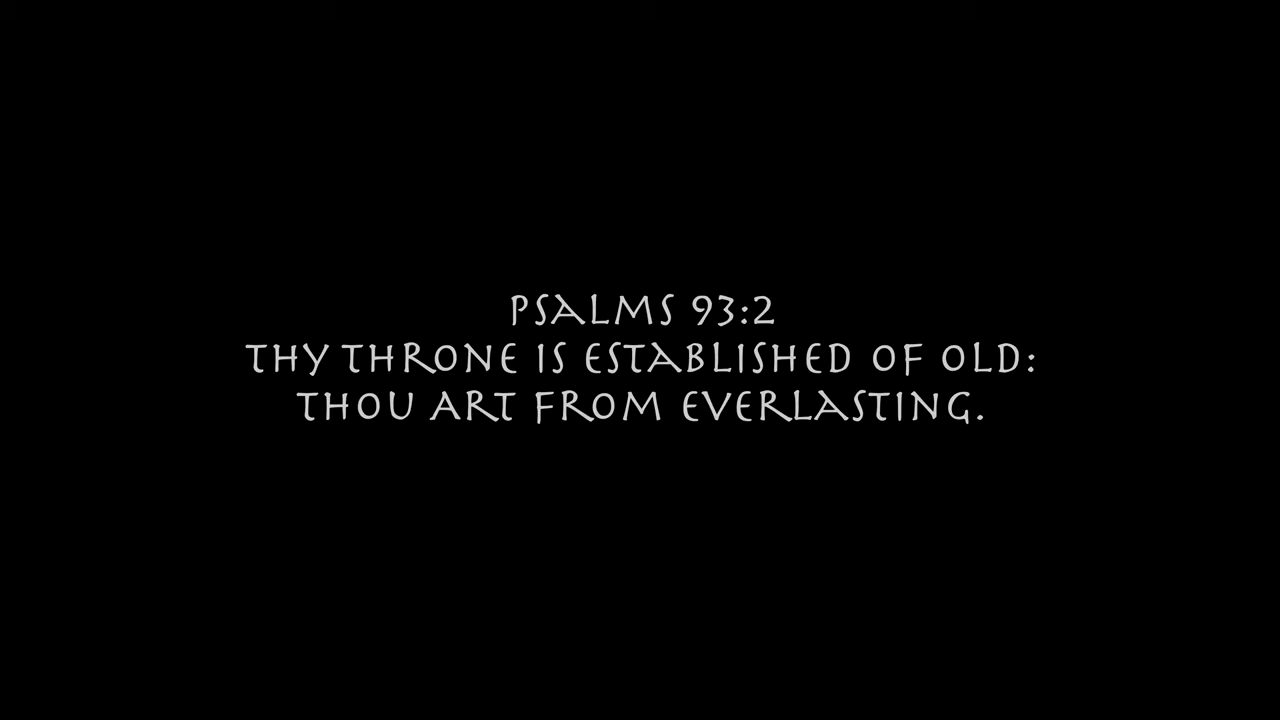 PSALMS 93:2
THY THRONE IS ESTABLISHED OF OLD:
THOU ART FROM EVERLASTING.